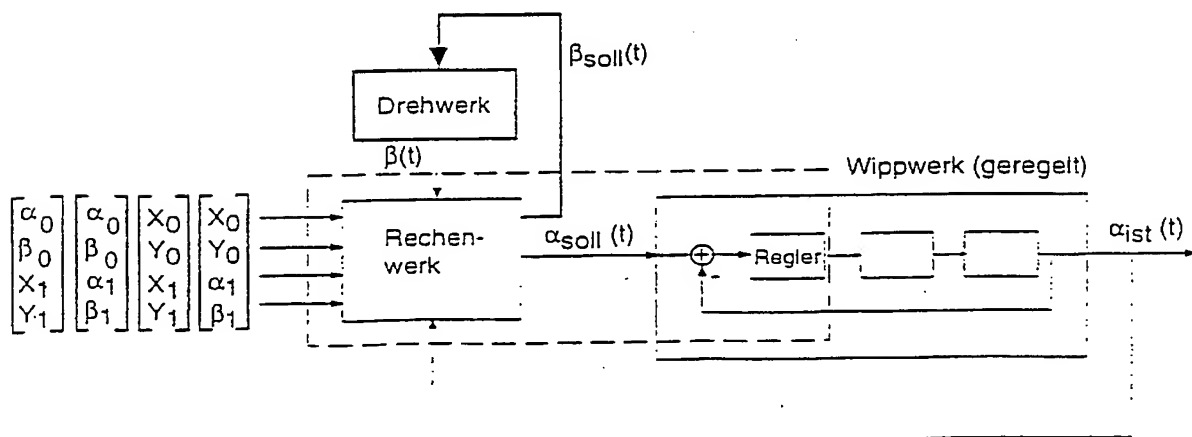 βsoll(t)
Drehwerk
β(t)
Wippwerk (geregelt)
α0 α0 X0 X0
β0 β0 Y0 Y0
X1 α1 X1 α1
Y1 β1 Y1 β1
Rechen-
werk
αsoll (t)
+
-
Regler
αist (t)